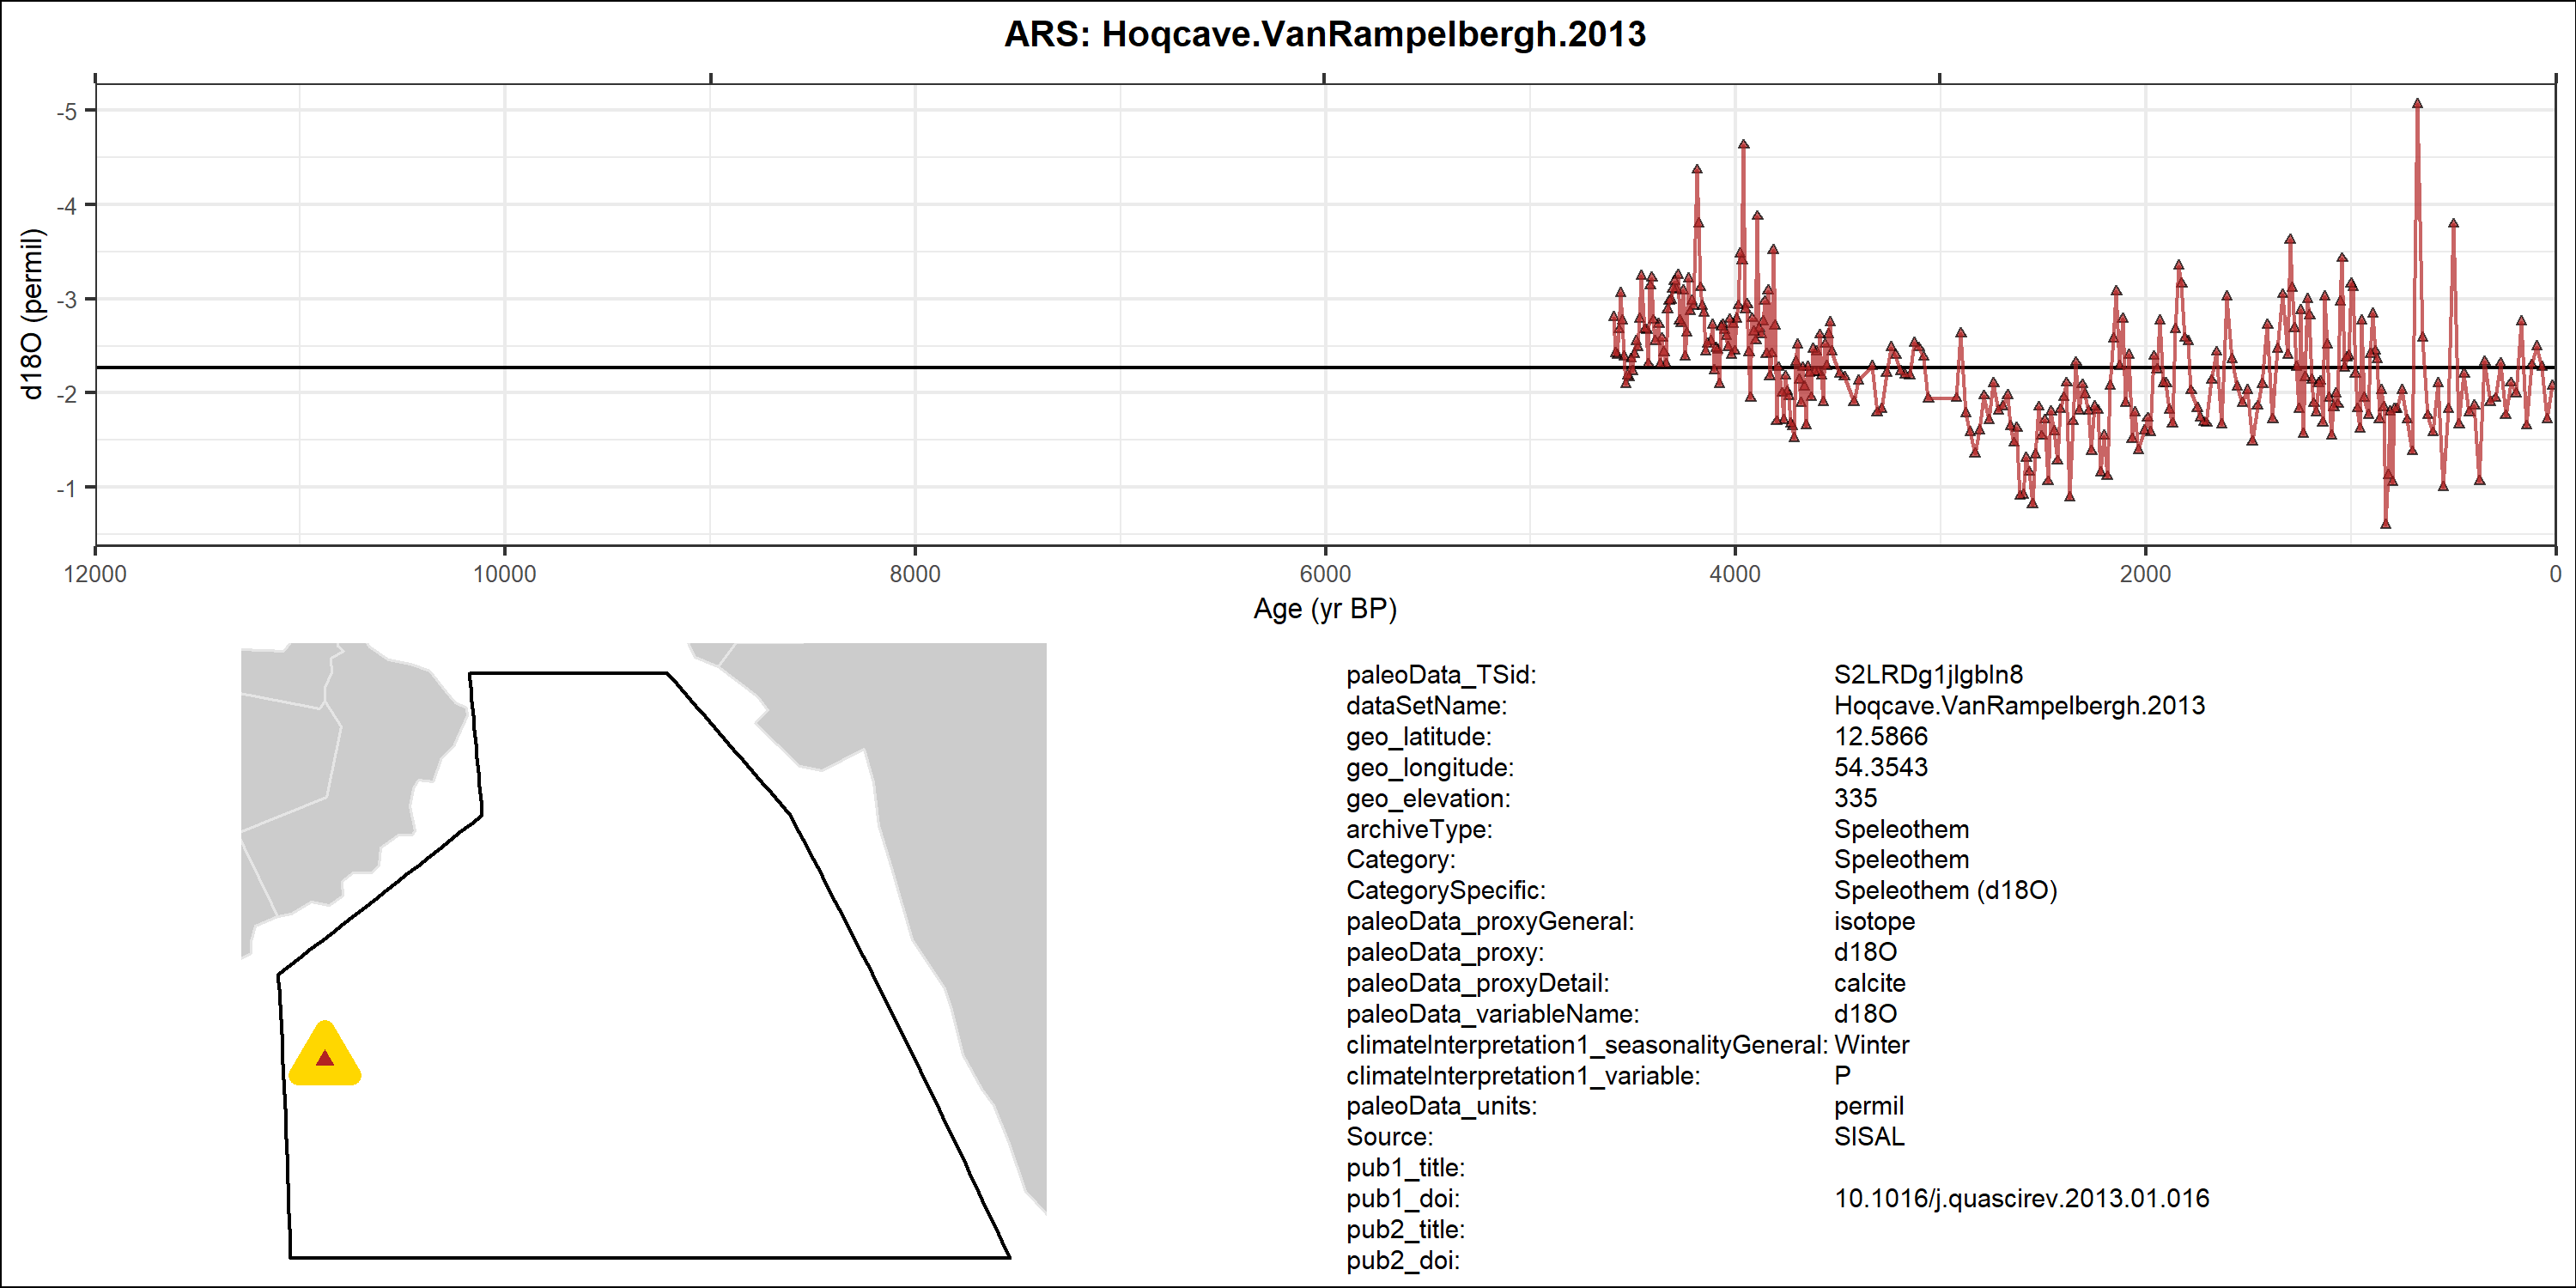 ARS: Hoqcave.VanRampelbergh.2013
d18O (permil)
-5
-4
-3
-2
-1
12000 10000 8000 6000 4000 2000 0
Age (yr BP)
paleoData_TSid: S2LRDg1jlgbln8
dataSetName: Hoqcave.VanRampelbergh.2013
geo_latitude: 12.5866
geo_longitude: 54.3543
geo_elevation: 335
archiveType: Speleothem
Category: Speleothem
CategorySpecific: Speleothem (d18O)
paleoData_proxyGeneral: isotope
paleoData_proxy: d18O
paleoData_proxyDetail: calcite
paleoData_variableName: d18O
climateInterpretation1_seasonalityGeneral: Winter
climateInterpretation1_variable: P
paleoData_units: permil
Source: SISAL
pub1_title:
pub1_doi: 10.1016/j.quascirev.2013.01.016
pub2_title:
pub2_doi: